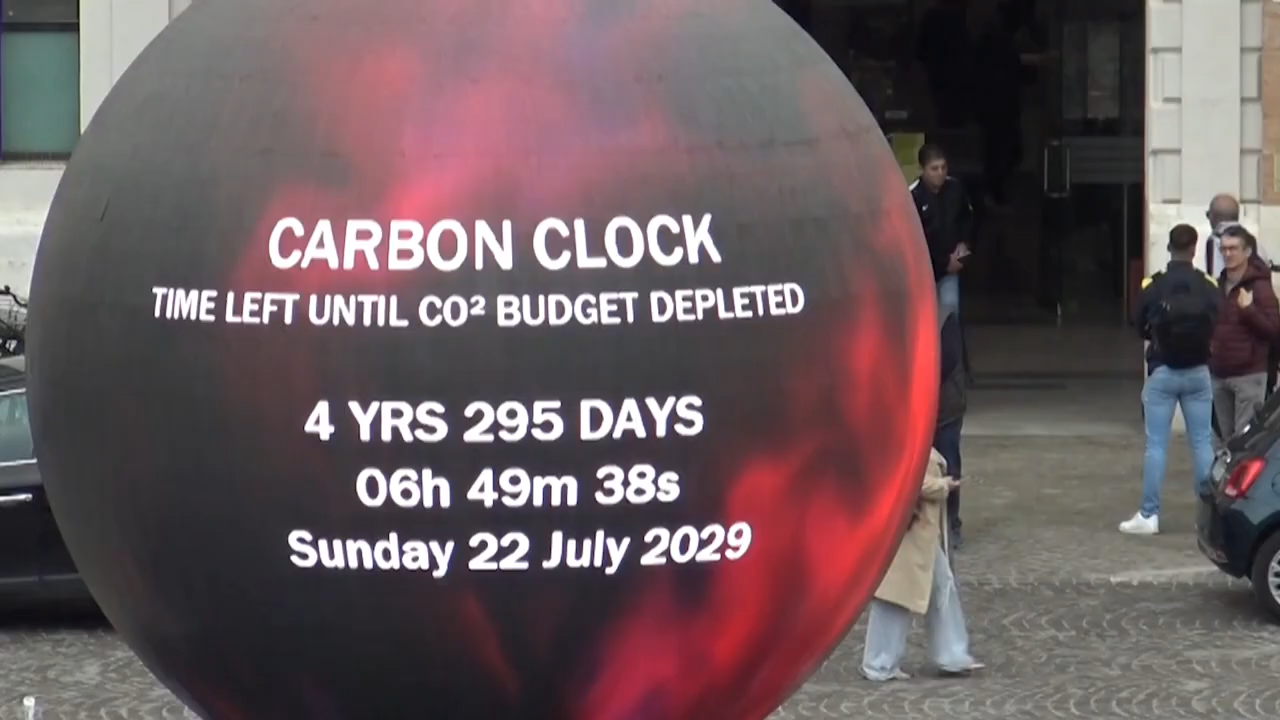 CARBON CLOCK
TIME LEFT UNTIL CO² BUDGET DEPLETED
4 YRS 295 DAYS
06h 49m 38s
Sunday 22 July 2029